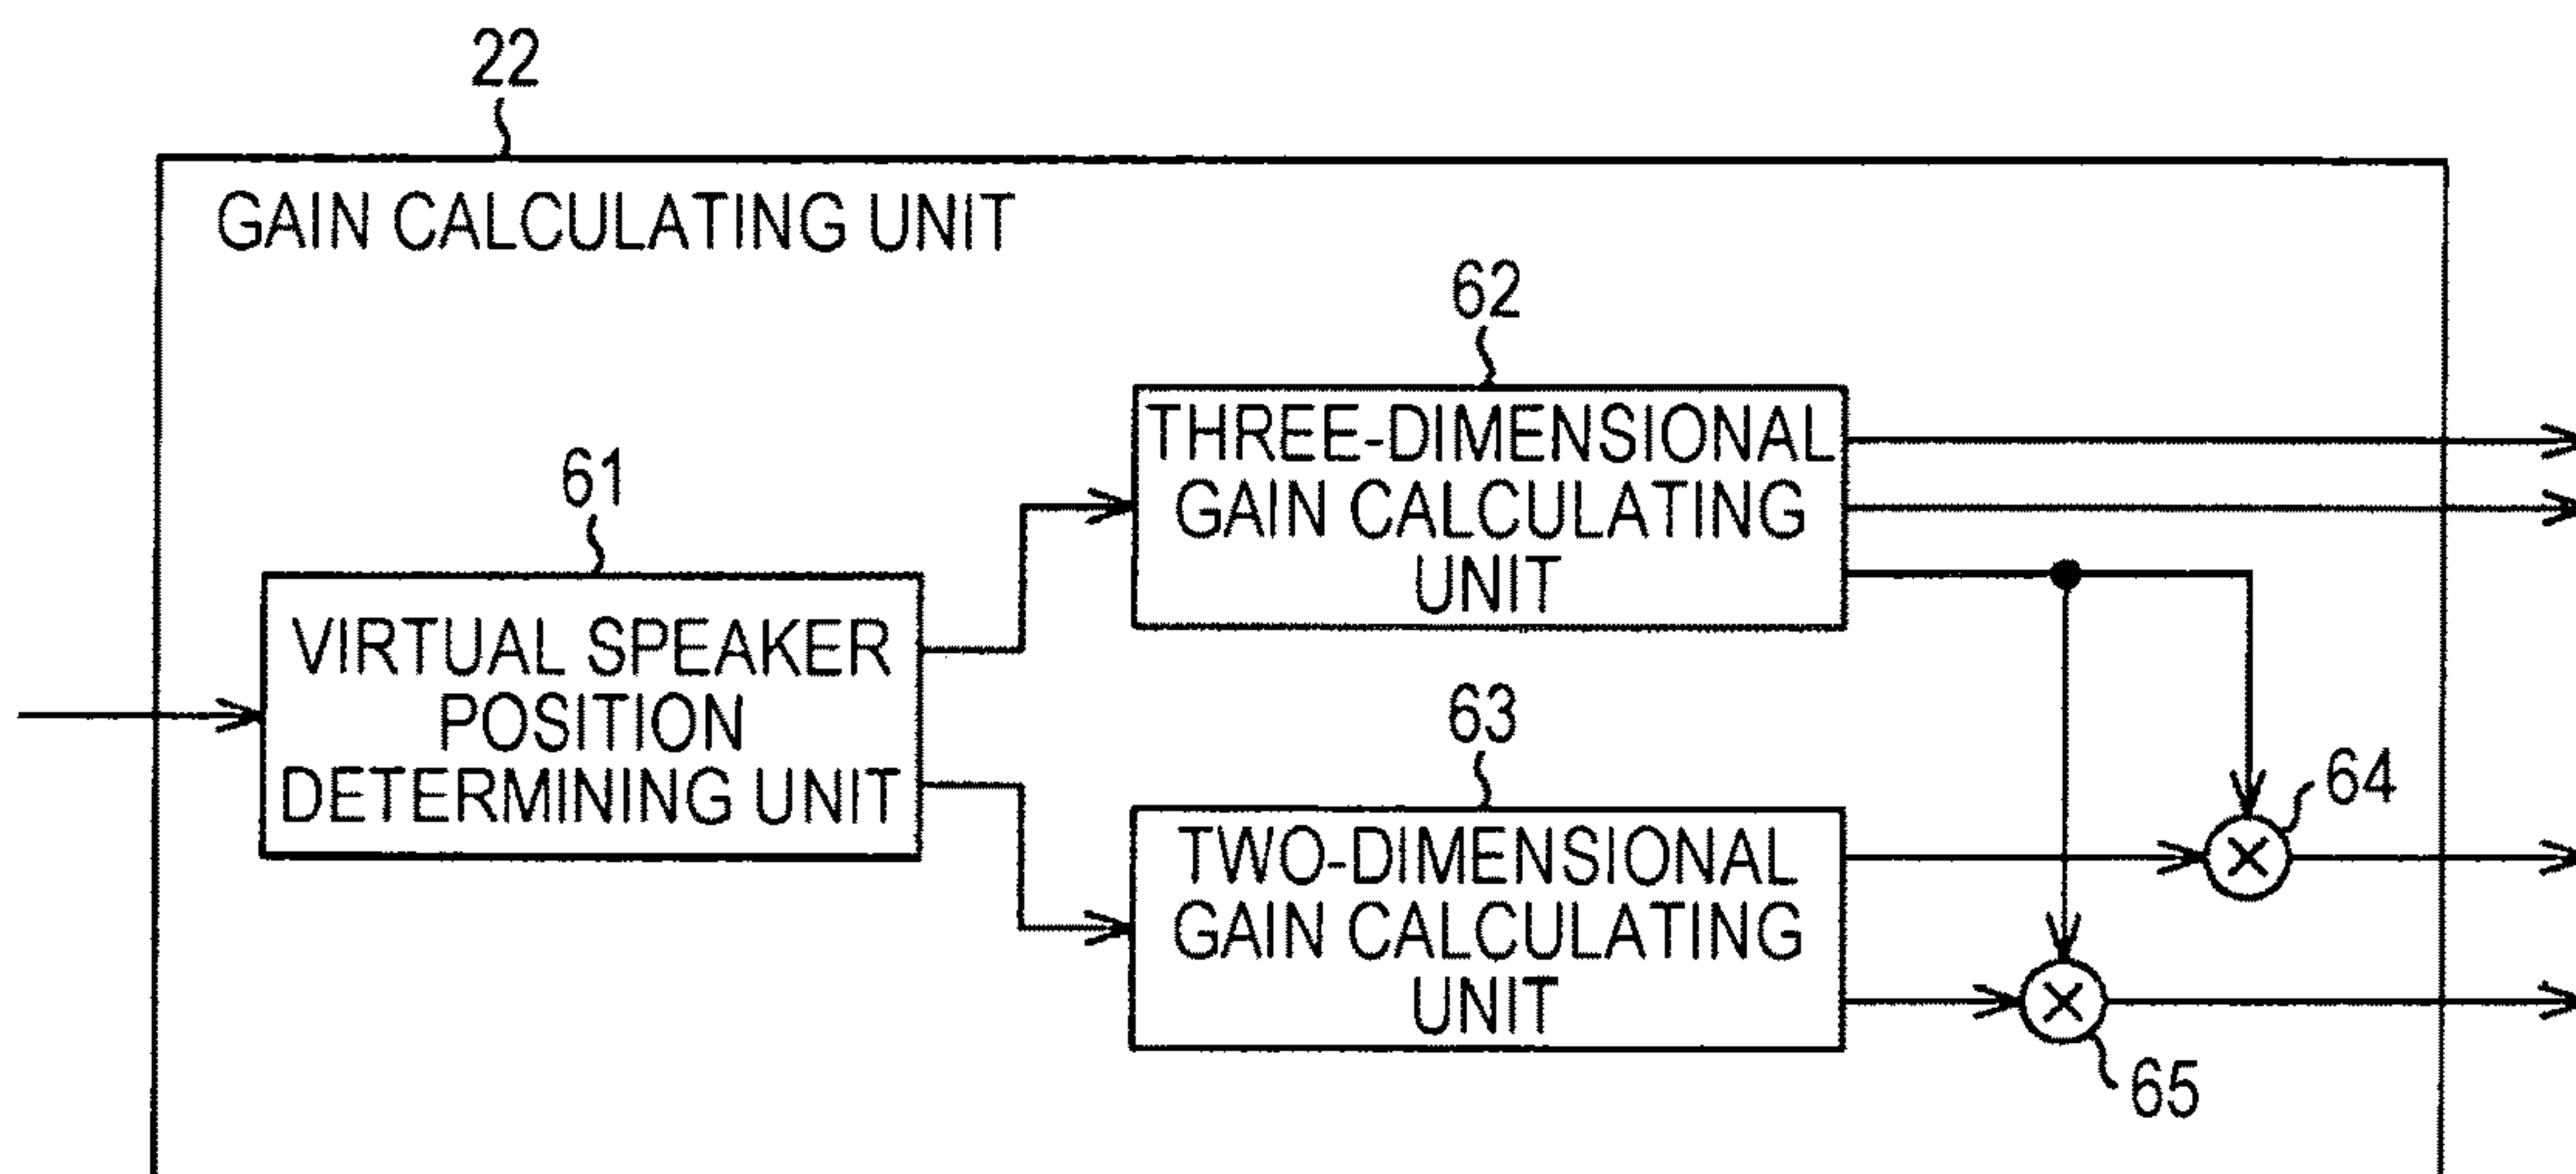 22
GAIN CALCULATING UNIT
62
THREE-DIMENSIONAL
GAIN CALCULATING
UNIT
61
VIRTUAL SPEAKER
POSITION
DETERMINING UNIT
63
TWO-DIMENSIONAL
GAIN CALCULATING
UNIT
64
65